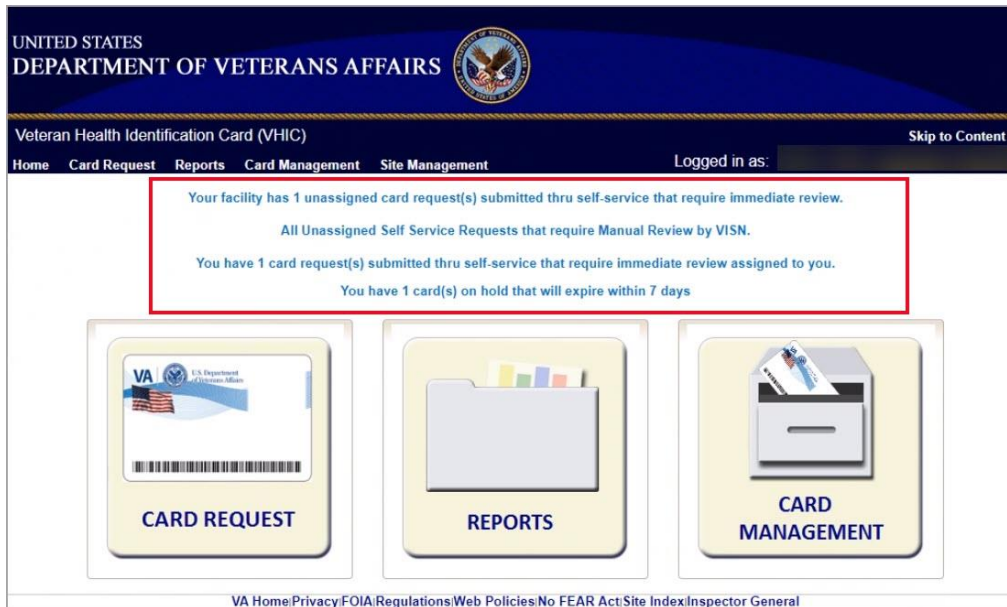 UNITED STATES
DEPARTMENT OF VETERANS AFFAIRS
Veteran Health Identification Card (VHIC)
Skip to Content
Home Card Request Reports Card Management Site Management Logged in as:
Your facility has 1 unassigned card request(s) submitted thru self-service that require immediate review.
All Unassigned Self Service Requests that require Manual Review by VISN.
You have 1 card request(s) submitted thru self-service that require immediate review assigned to you.
You have 1 card(s) on hold that will expire within 7 days
VA U.S. Department
of Veterans Affairs
CARD REQUEST
REPORTS
CARD
MANAGEMENT
VA Home|Privacy|FOIA|Regulations|Web Policies|No FEAR Act|Site Index|Inspector General